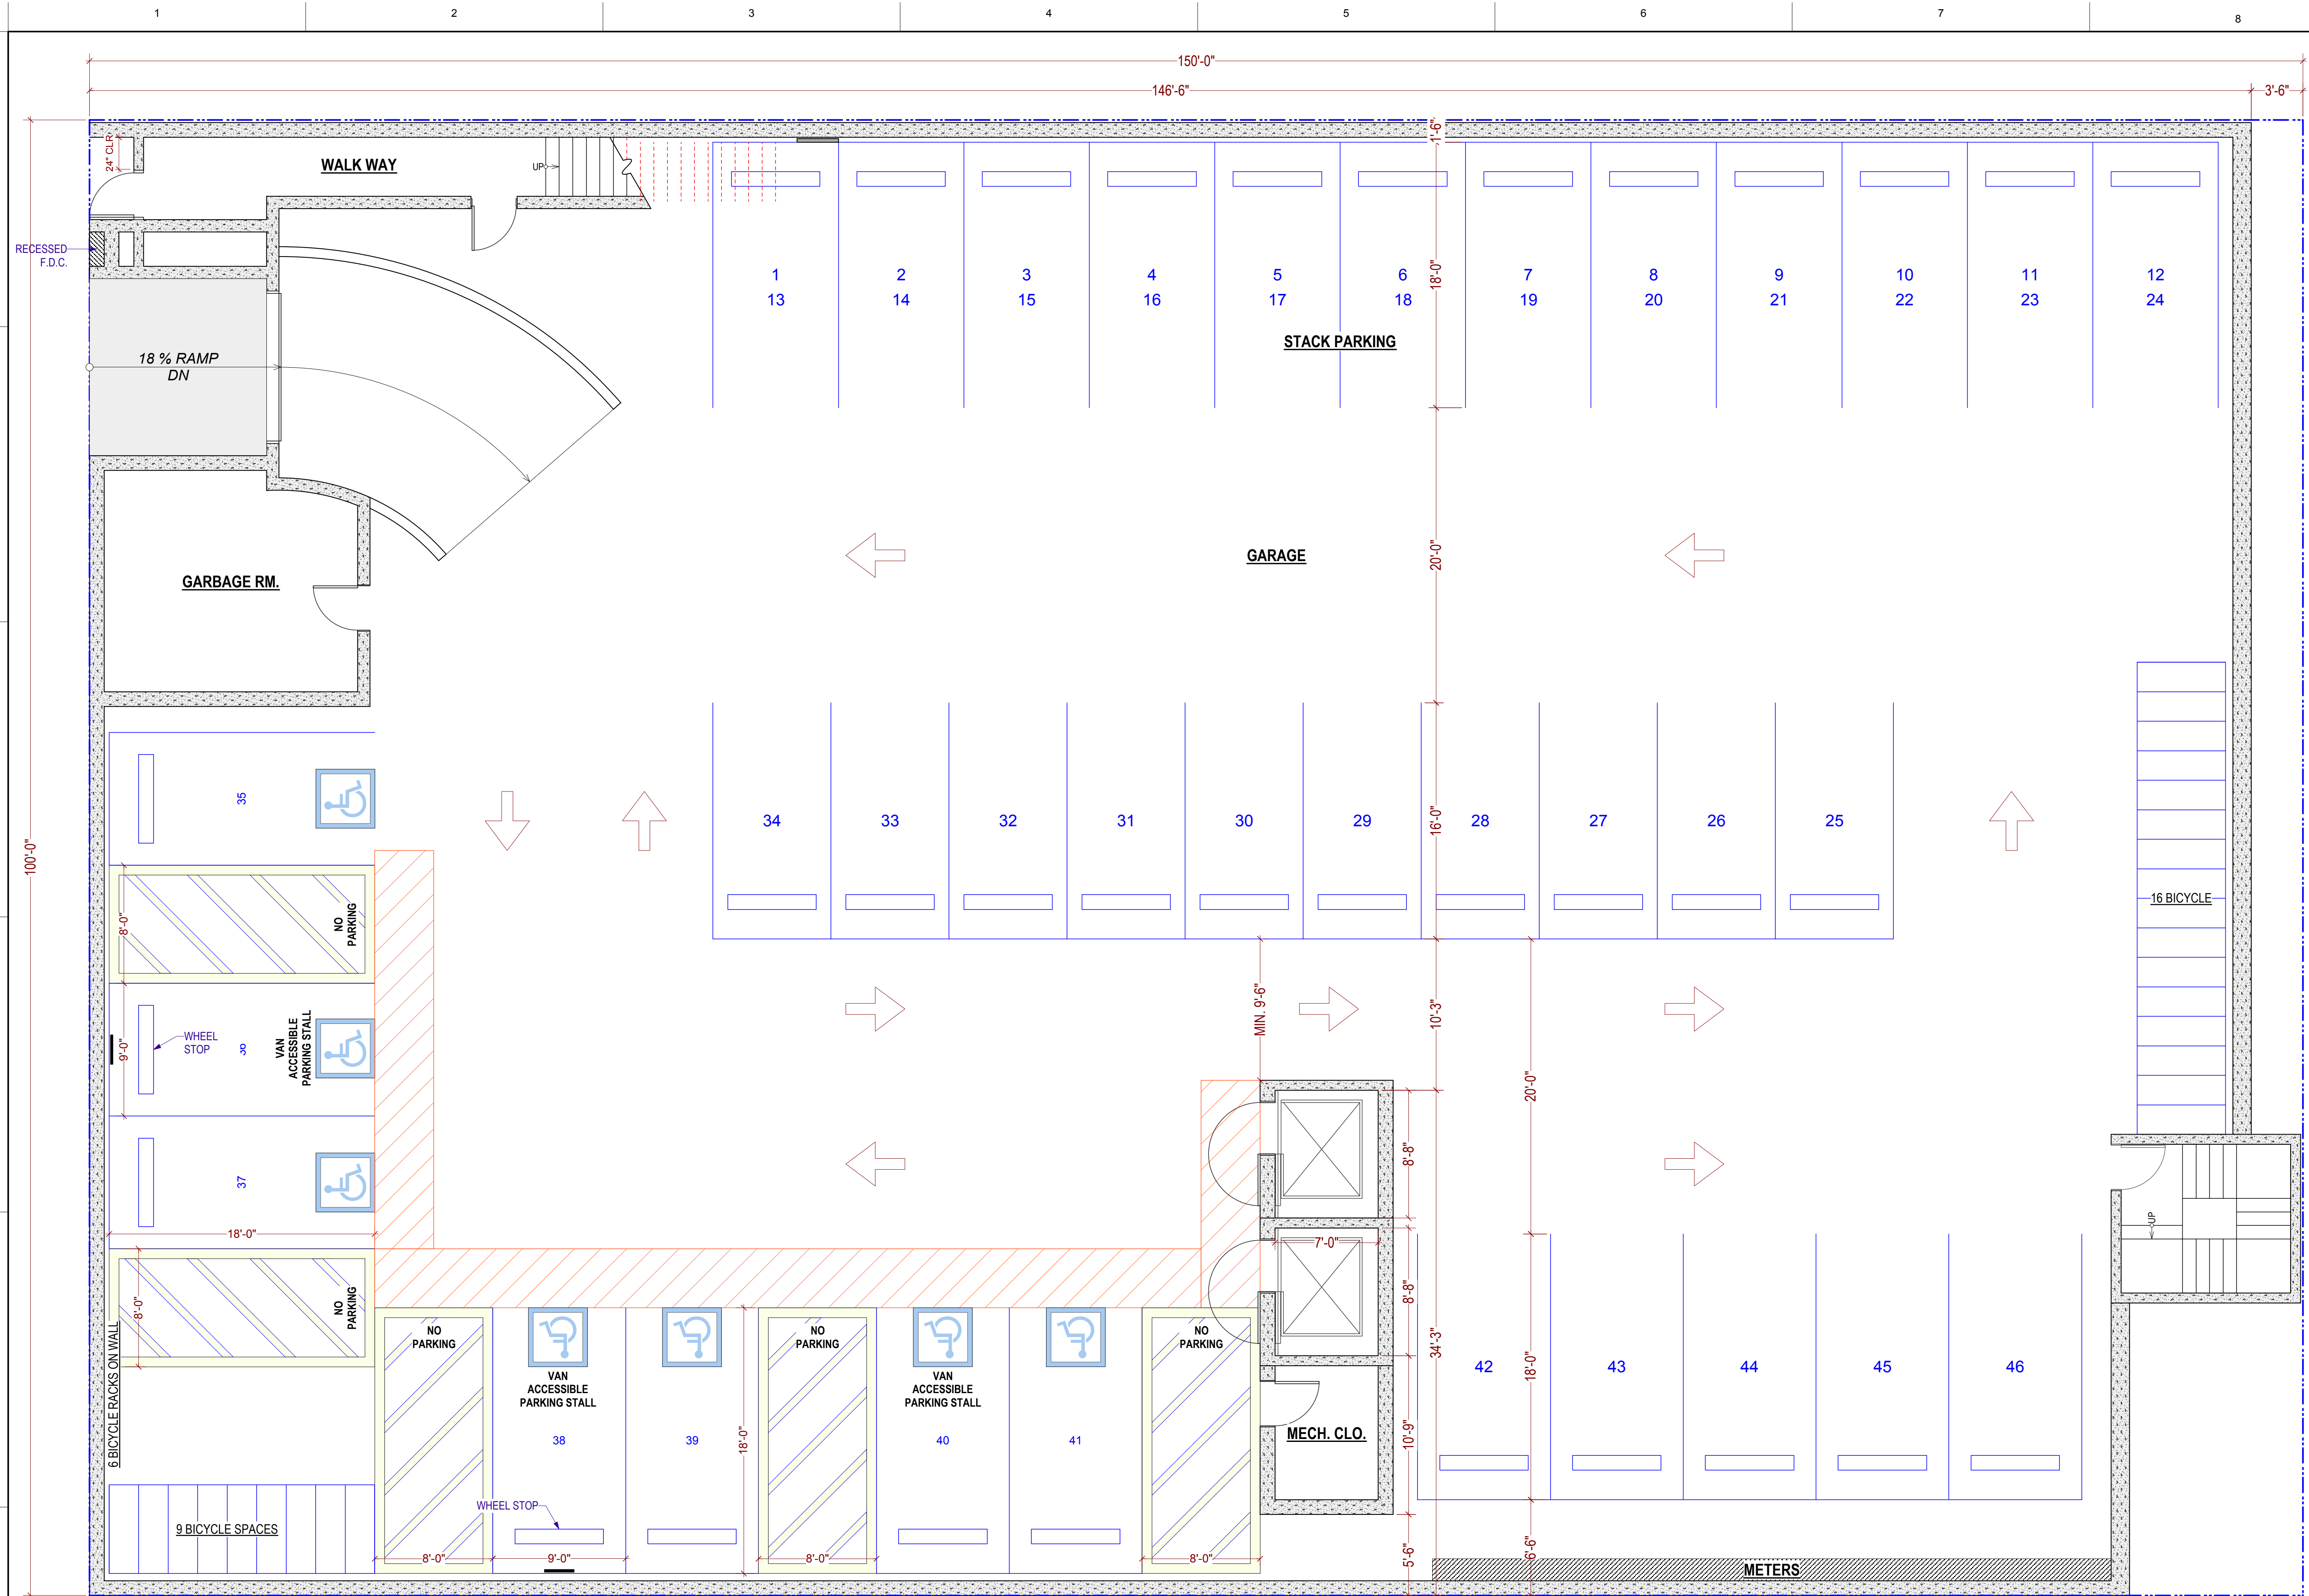 1 2 3 4 5 6 7 8
150'-0"
146'-6" 3'-6"
24" CLR.
WALK WAY
UP
RECESSED
F.D.C.
18 % RAMP
DN
1 2 3 4 5 6 7 8 9 10 11 12
13 14 15 16 17 18 19 20 21 22 23 24
STACK PARKING
18'-0"
GARAGE
20'-0"
GARBAGE RM.
100'-0"
35
34 33 32 31 30 29 28 27 26 25
16'-0"
8'-0"
NO
PARKING
16 BICYCLE
MIN. 9'-6"
10'-3"
WHEEL
STOP
36
VAN
ACCESSIBLE
PARKING STALL
9'-0"
20'-0"
8'-8"
37
18'-0"
7'-0"
UP
8'-0"
NO
PARKING
8'-8"
34'-3"
6 BICYCLE RACKS ON WALL
NO
PARKING
NO
PARKING
NO
PARKING
VAN
ACCESSIBLE
PARKING STALL
VAN
ACCESSIBLE
PARKING STALL
42 43 44 45 46
18'-0"
38 39 40 41
18'-0"
MECH. CLO.
10'-9"
WHEEL STOP
9 BICYCLE SPACES
8'-0" 9'-0" 8'-0" 8'-0"
5'-6"
6'-6"
METERS